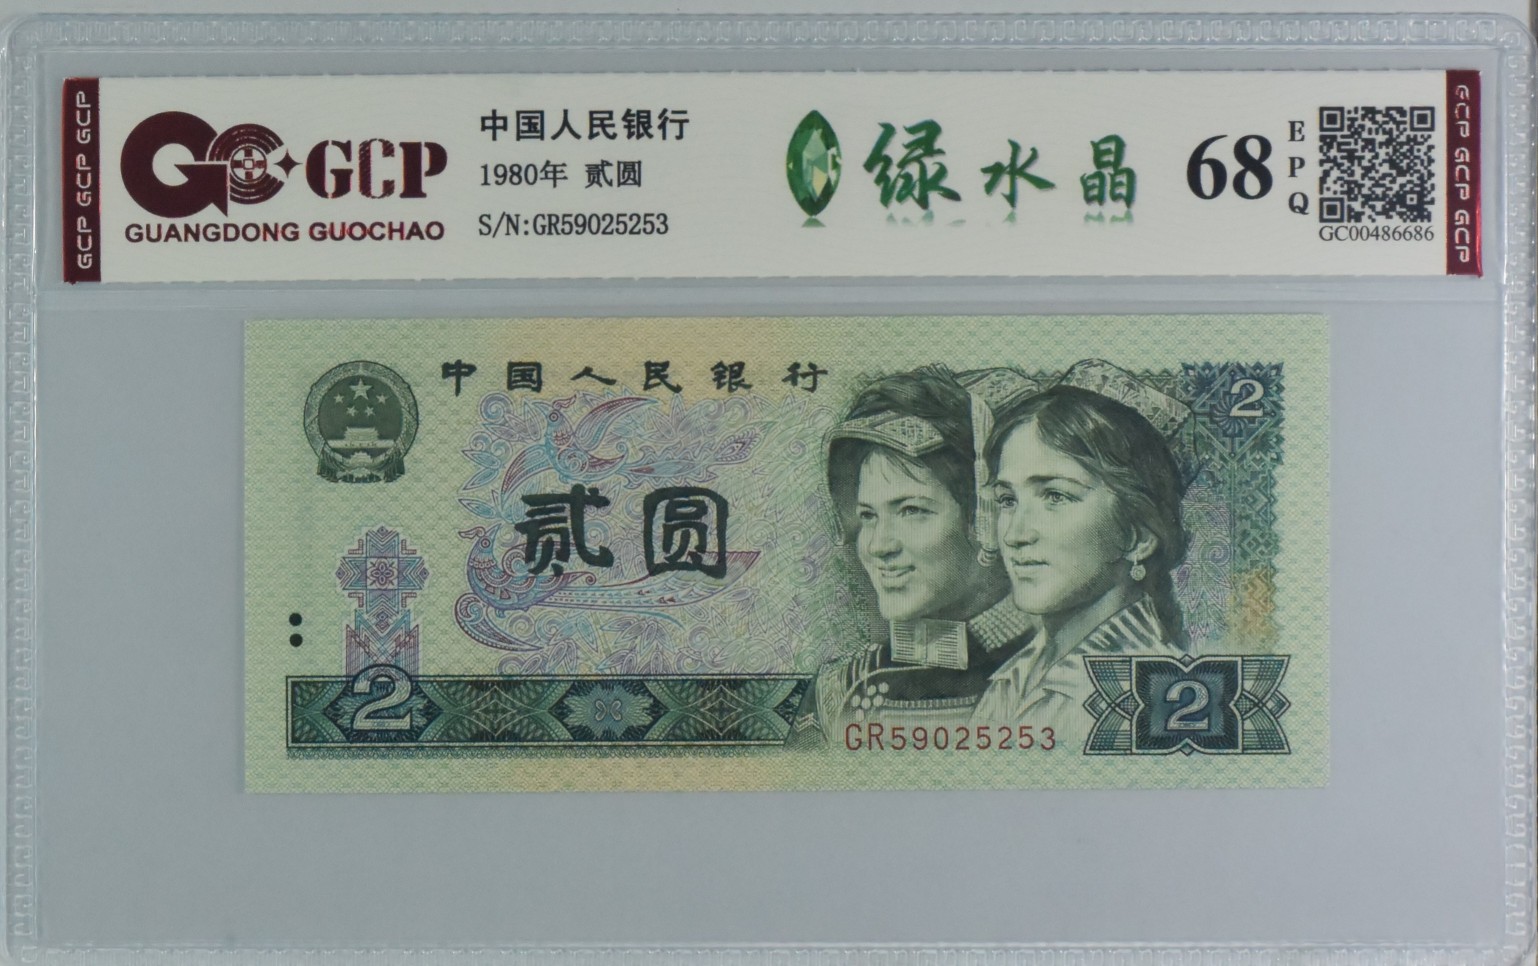 GCP GCP GCP
GCP
GUANGDONG GUOCHAO
中国人民银行
1980年 贰圆
S/N:GR59025253
绿水晶
68
EPQ
GC00486686
GCP GCP GCP
中国人民银行
2
贰圆
2
GR59025253
2